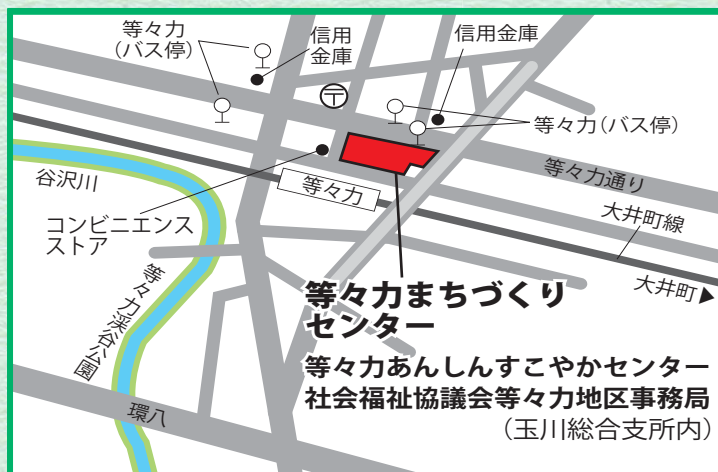 等々力
(バス停)
信用
金庫
信用金庫
〒
等々力(バス停)
等々力通り
谷沢川
等々力
大井町線
コンビニエンス
ストア
大井町▶
等々力渓谷公園
等々力まちづくり
センター
等々力あんしんすこやかセンター
社会福祉協議会等々力地区事務局
(玉川総合支所内)
環八